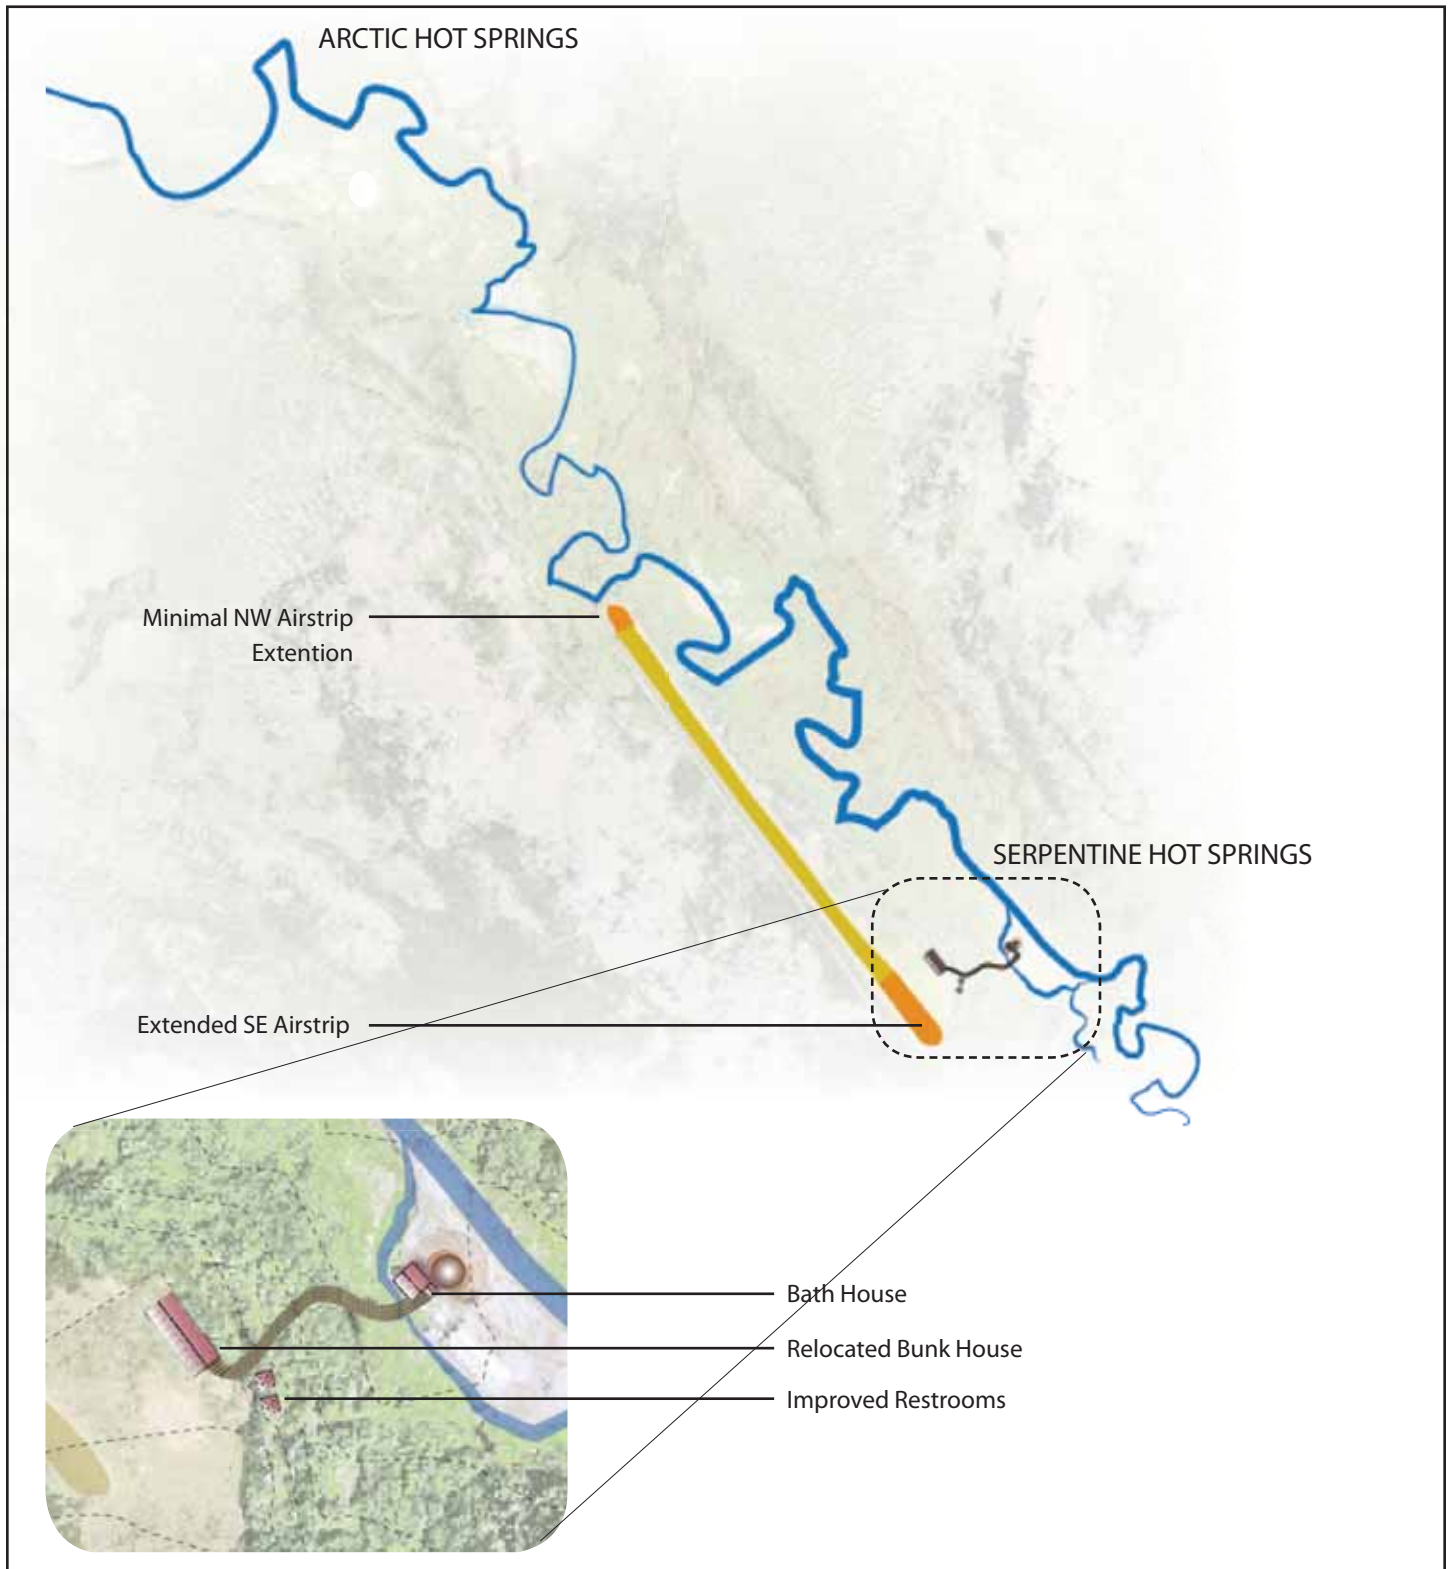 ARCTIC HOT SPRINGS
Minimal NW Airstrip
Extention
SERPENTINE HOT SPRINGS
Extended SE Airstrip
Bath House
Relocated Bunk House
Improved Restrooms